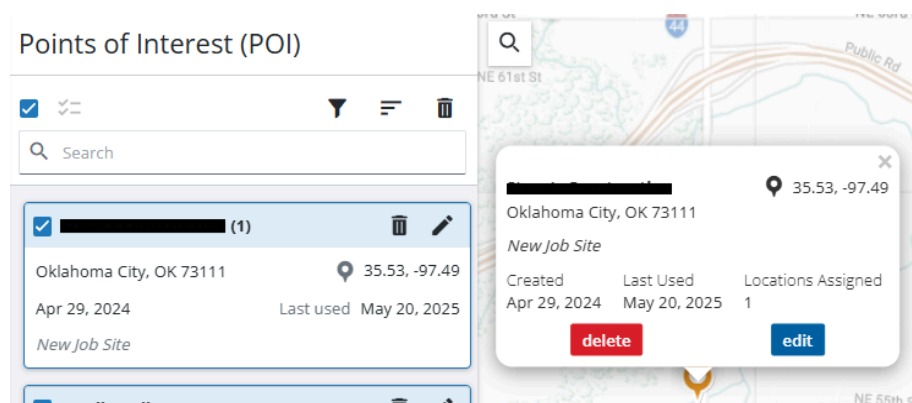 Points of Interest (POI)
Search
(1)
Oklahoma City, OK 73111
35.53, -97.49
Apr 29, 2024
Last used May 20, 2025
New Job Site
44
Public Rd
NE 61st St
35.53, -97.49
Oklahoma City, OK 73111
New Job Site
Created Last Used Locations Assigned
Apr 29, 2024 May 20, 2025 1
delete edit
NE 55th S